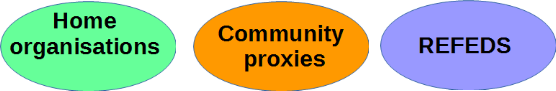 Home
organisations
Community
proxies
REFEDS